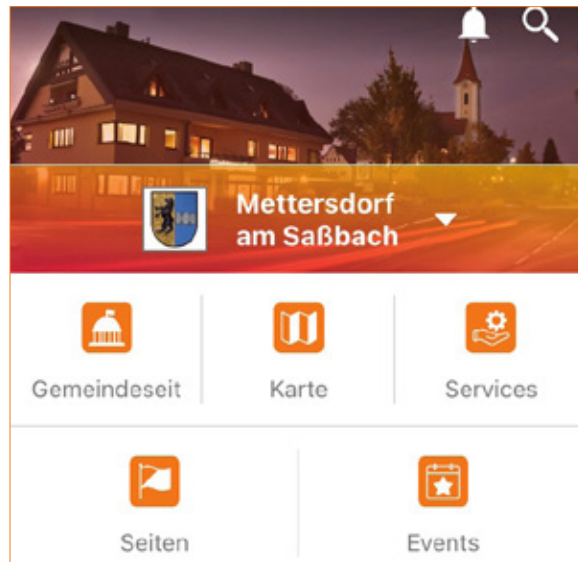 Mettersdorf
am Saßbach
Gemeindeseit
Karte
Services
Seiten
Events